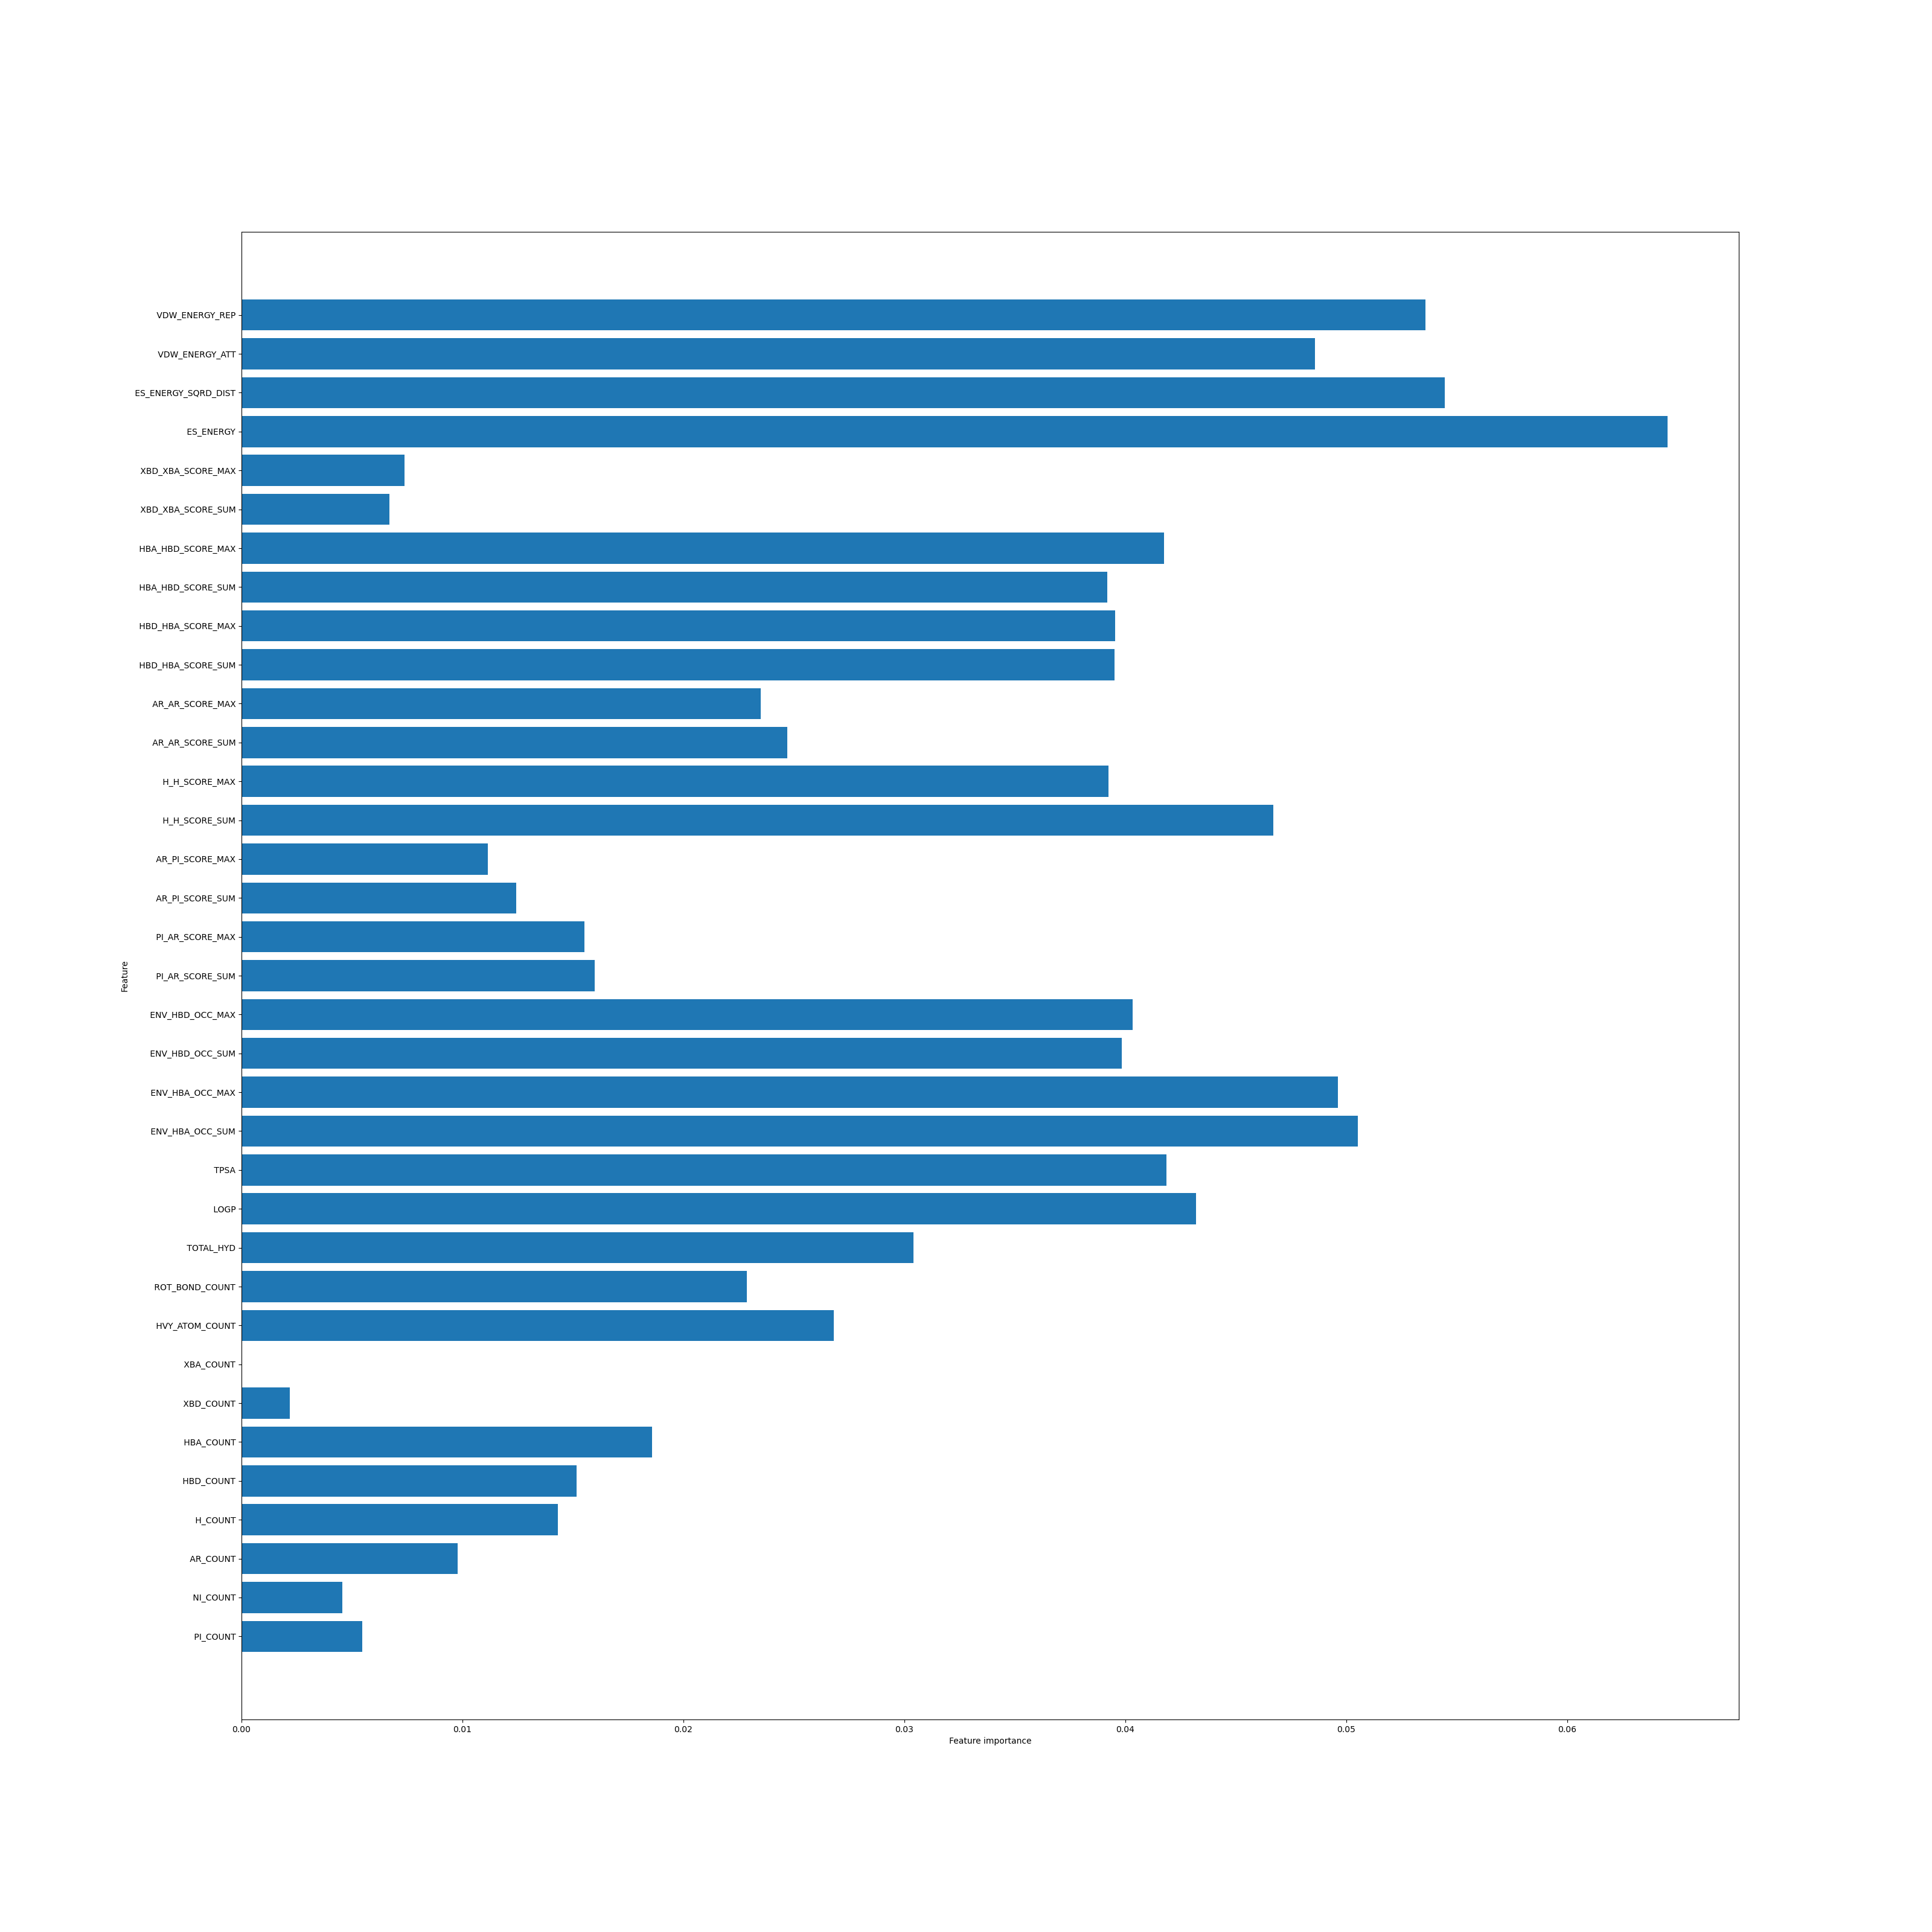 VDW_ENERGY_REP
VDW_ENERGY_ATT
ES_ENERGY_SQRD_DIST
ES_ENERGY
XBD_XBA_SCORE_MAX
XBD_XBA_SCORE_SUM
HBA_HBD_SCORE_MAX
HBA_HBD_SCORE_SUM
HBD_HBA_SCORE_MAX
HBD_HBA_SCORE_SUM
AR_AR_SCORE_MAX
AR_AR_SCORE_SUM
H_H_SCORE_MAX
H_H_SCORE_SUM
AR_PI_SCORE_MAX
AR_PI_SCORE_SUM
PI_AR_SCORE_MAX
PI_AR_SCORE_SUM
ENV_HBD_OCC_MAX
ENV_HBD_OCC_SUM
ENV_HBA_OCC_MAX
ENV_HBA_OCC_SUM
TPSA
LOGP
TOTAL_HYD
ROT_BOND_COUNT
HVY_ATOM_COUNT
XBA_COUNT
XBD_COUNT
HBA_COUNT
HBD_COUNT
H_COUNT
AR_COUNT
NI_COUNT
PI_COUNT
Feature
0.00 0.01 0.02 0.03 0.04 0.05 0.06
Feature importance